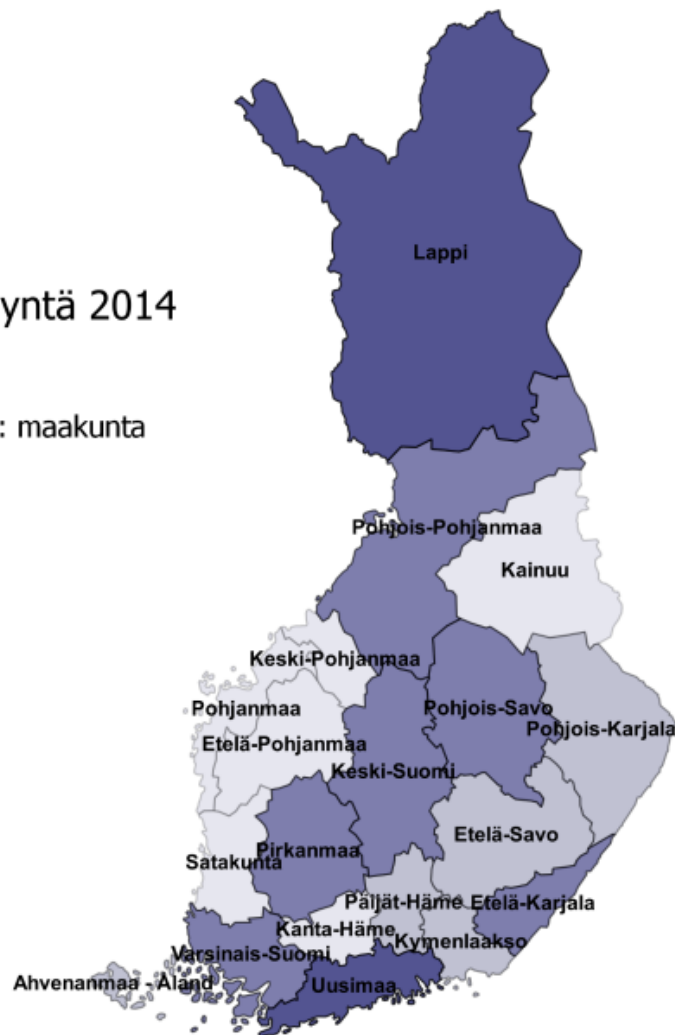 Lappi
yntä 2014
: maakunta
Pohjois-Pohjanmaa
Kainuu
Keski-Pohjanmaa
Pohjanmaa
Pohjois-Savo
Pohjois-Karjala
Etelä-Pohjanmaa
Keski-Suomi
Etelä-Savo
Pirkanmaa
Satakunta
Päijät-Häme
Etelä-Karjala
Kanta-Häme
Kymenlaakso
Varsinais-Suomi
Ahvenanmaa - Åland
Uusimaa